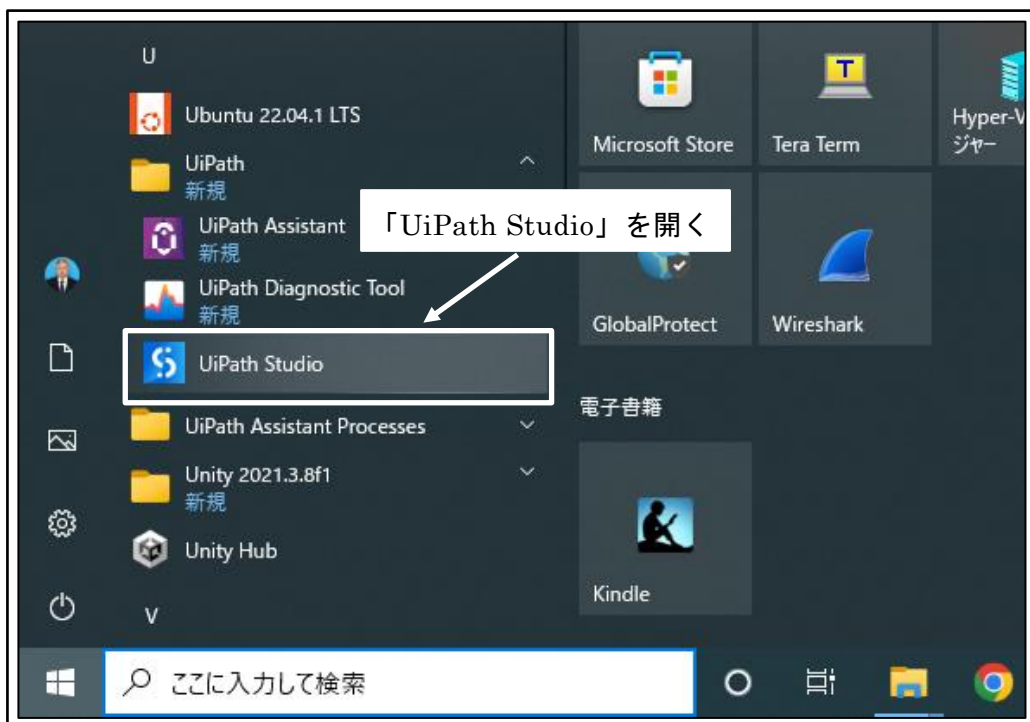 U
Ubuntu 22.04.1 LTS
UiPath
新規
UiPath Assistant
新規
UiPath Diagnostic Tool
新規
UiPath Studio
UiPath Assistant Processes
Unity 2021.3.8f1
新規
Unity Hub
V
「UiPath Studio」を開く
Microsoft Store
T
Tera Term
Hyper-V
ジャー
GlobalProtect
Wireshark
電子書籍
Kindle
ここに入力して検索